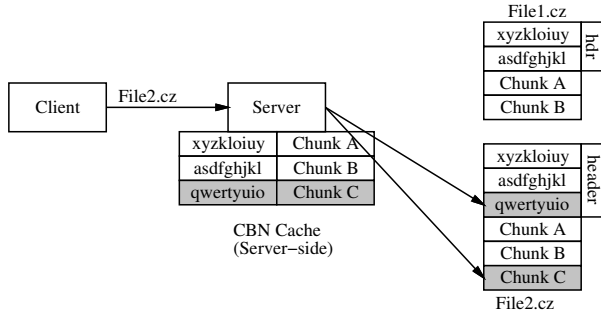 File1.cz
xyzkloiuy
asdfghjkl
hdr
Chunk A
Chunk B
Client
File2.cz
Server
xyzkloiuy Chunk A
asdfghjkl Chunk B
qwertyuio Chunk C
CBN Cache
(Server−side)
xyzkloiuy
asdfghjkl
qwertyuio
header
Chunk A
Chunk B
Chunk C
File2.cz